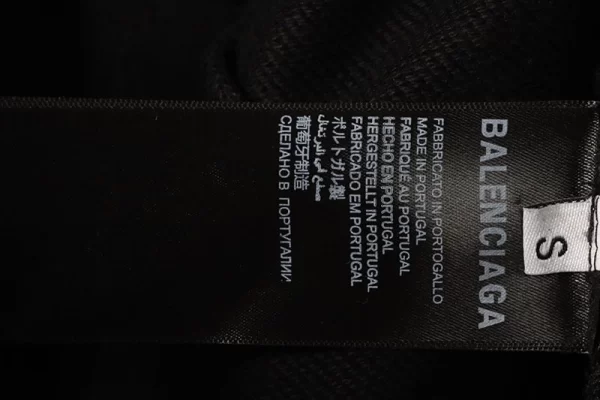 S
BALENCIAGA
FABBRICATO IN PORTOGALLO
MADE IN PORTUGAL
FABRIQUÉ AU PORTUGAL
HECHO EN PORTUGAL
HERGESTELLT IN PORTUGAL
FABRICADO EM PORTUGAL
ポルトガル製
صنع في البرتغال
葡萄牙制造
СДЕЛАНО В ПОРТУГАЛИИ